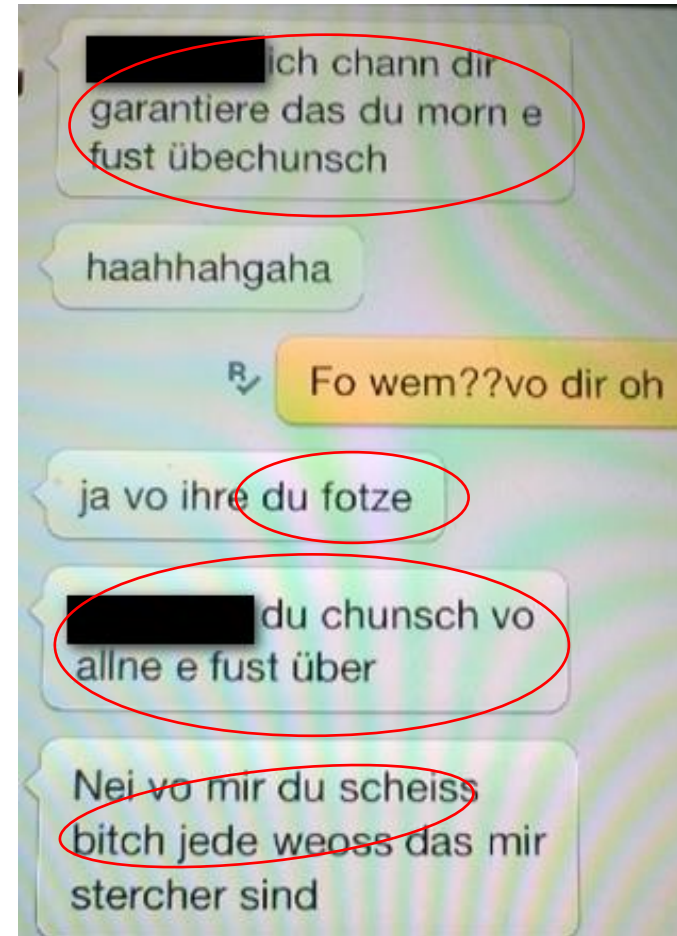 ich chann dir
garantiere das du morn e
fust übechunsch
haahhahgaha
R
Fo wem??vo dir oh
ja vo ihre du fotze
du chunsch vo
allne e fust über
Nei vo mir du scheiss
bitch jede weoss das mir
stercher sind